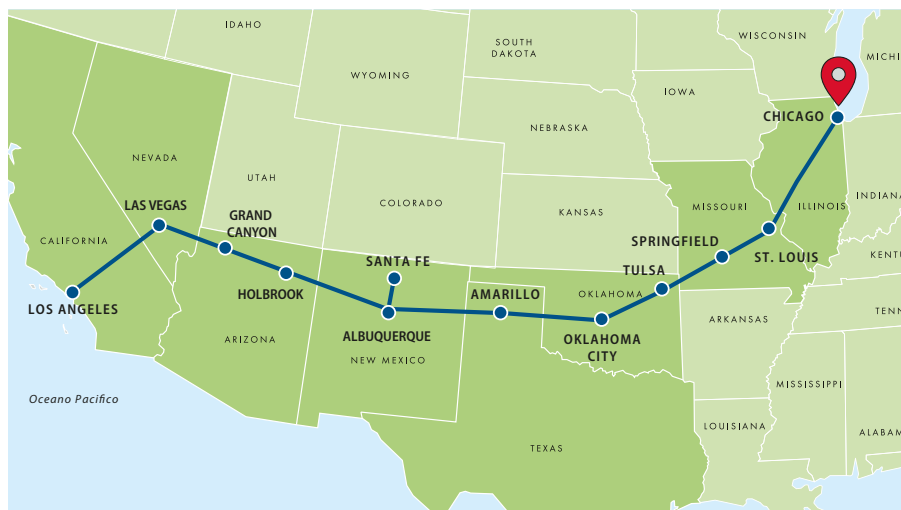 IDAHO
SOUTH
DAKOTA
WISCONSIN
MICHI
WYOMING
IOWA
NEBRASKA
CHICAGO
NEVADA
UTAH
COLORADO
KANSAS
MISSOURI
ILLINOIS
INDIANA
LAS VEGAS
GRAND
CANYON
CALIFORNIA
SANTA FE
SPRINGFIELD
ST. LOUIS
KENTU
TULSA
HOLBROOK
AMARILLO
OKLAHOMA
LOS ANGELES
ARKANSAS
TENN
ARIZONA
ALBUQUERQUE
OKLAHOMA
CITY
NEW MEXICO
MISSISSIPPI
Oceano Pacifico
LOUISIANA
ALABAM
TEXAS